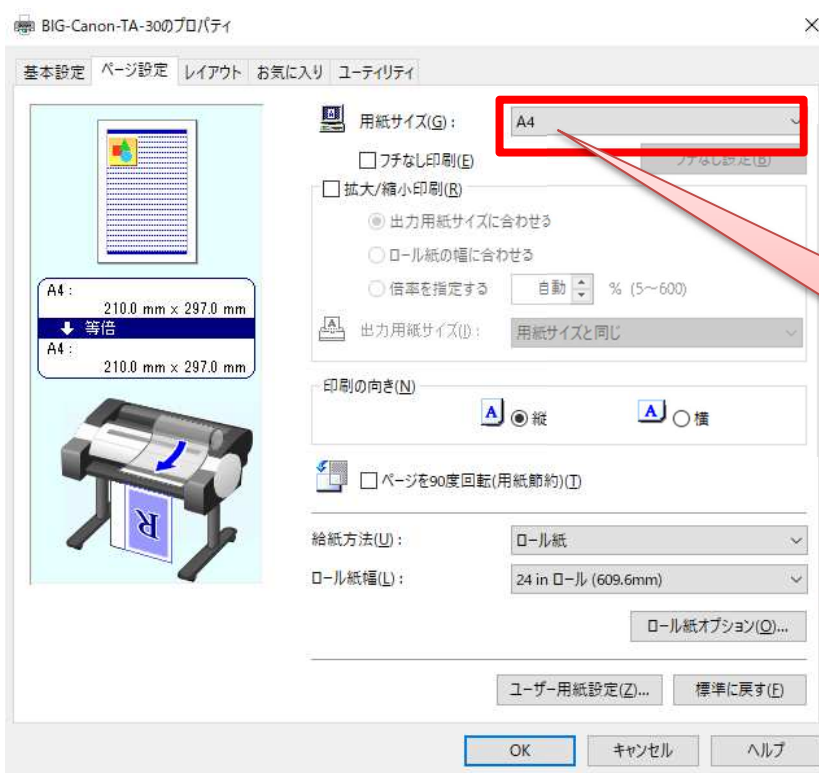 BIG-Canon-TA-30のプロパティ
基本設定 ページ設定 レイアウト お気に入り ユーティリティ
用紙サイズ(G): A4
フチなし印刷(E) フチなし設定(B)
拡大/縮小印刷(R)
出力用紙サイズに合わせる
ロール紙の幅に合わせる
倍率を指定する 自動 % (5～600)
出力用紙サイズ(I): 用紙サイズと同じ
A4:
210.0 mm × 297.0 mm
等倍
A4:
210.0 mm × 297.0 mm
R
印刷の向き(N)
A 縦 A 横
ページを90度回転(用紙節約)(T)
給紙方法(U): ロール紙
ロール紙幅(L): 24 in ロール (609.6mm)
ロール紙オプション(O)...
ユーザー用紙設定(Z)... 標準に戻す(F)
OK キャンセル ヘルプ